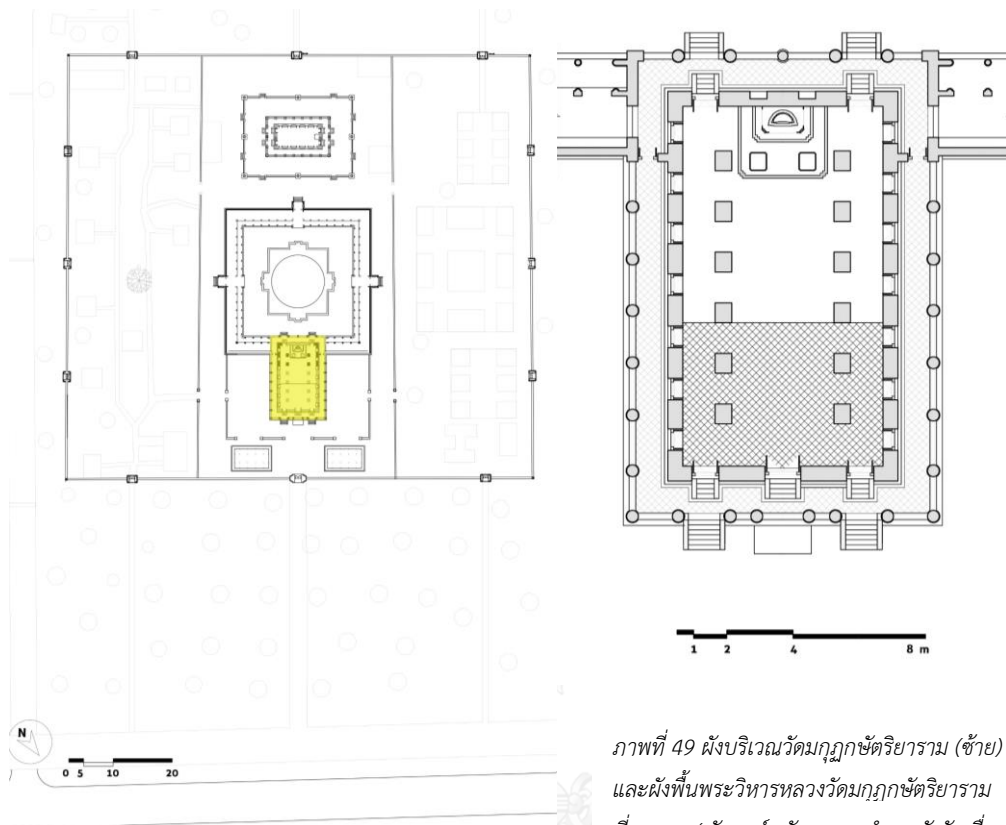 N
0 5 10 20
1 2 4 8 m
ภาพที่ 49 ผังบริเวณวัดมกุฏกษัตริยาราม (ซ้าย)
และผังพื้นพระวิหารหลวงวัดมกุฏกษัตริยาราม